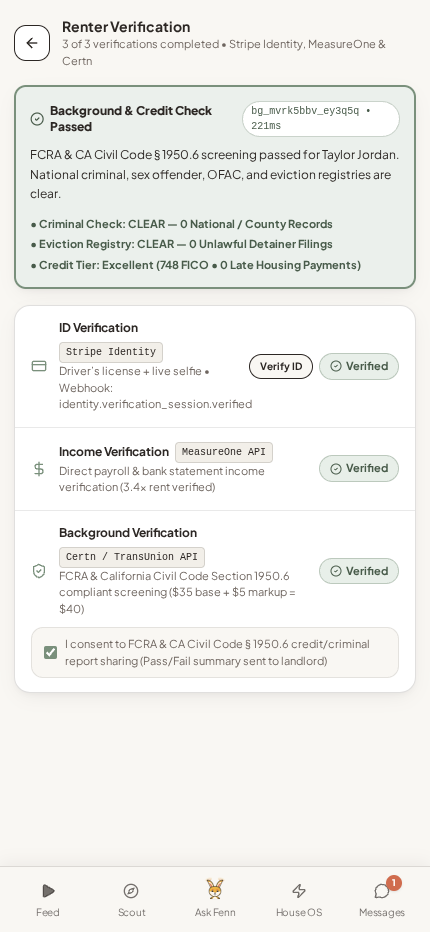 Renter Verification
3 of 3 verifications completed • Stripe Identity, MeasureOne &
Certn
Background & Credit Check
Passed
bg_mvrk5bbv_ey3q5q •
221ms
FCRA & CA Civil Code § 1950.6 screening passed for Taylor Jordan.
National criminal, sex offender, OFAC, and eviction registries are
clear.
• Criminal Check: CLEAR — 0 National / County Records
• Eviction Registry: CLEAR — 0 Unlawful Detainer Filings
• Credit Tier: Excellent (748 FICO • 0 Late Housing Payments)
ID Verification
Stripe Identity
Driver's license + live selfie •
Webhook:
identity.verification_session.verified
Verify ID
Verified
Income Verification MeasureOne API
Direct payroll & bank statement income
verification (3.4x rent verified)
Verified
Background Verification
Certn / TransUnion API
FCRA & California Civil Code Section 1950.6
compliant screening ($35 base + $5 markup =
$40)
Verified
I consent to FCRA & CA Civil Code § 1950.6 credit/criminal
report sharing (Pass/Fail summary sent to landlord)
1
Feed Scout Ask Fenn House OS Messages